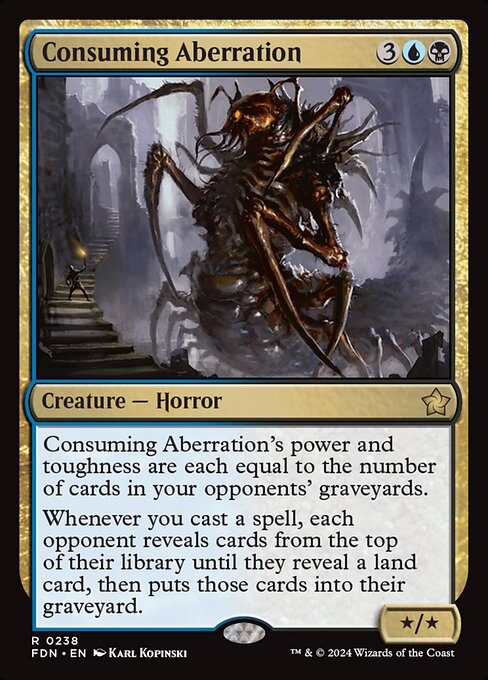 Consuming Aberration 3
Creature — Horror
Consuming Aberration's power and
toughness are each equal to the number
of cards in your opponents' graveyards.
Whenever you cast a spell, each
opponent reveals cards from the top
of their library until they reveal a land
card, then puts those cards into their
graveyard.
★/★
R 0238
FDN • EN Karl Kopinski
™ & © 2024 Wizards of the Coast